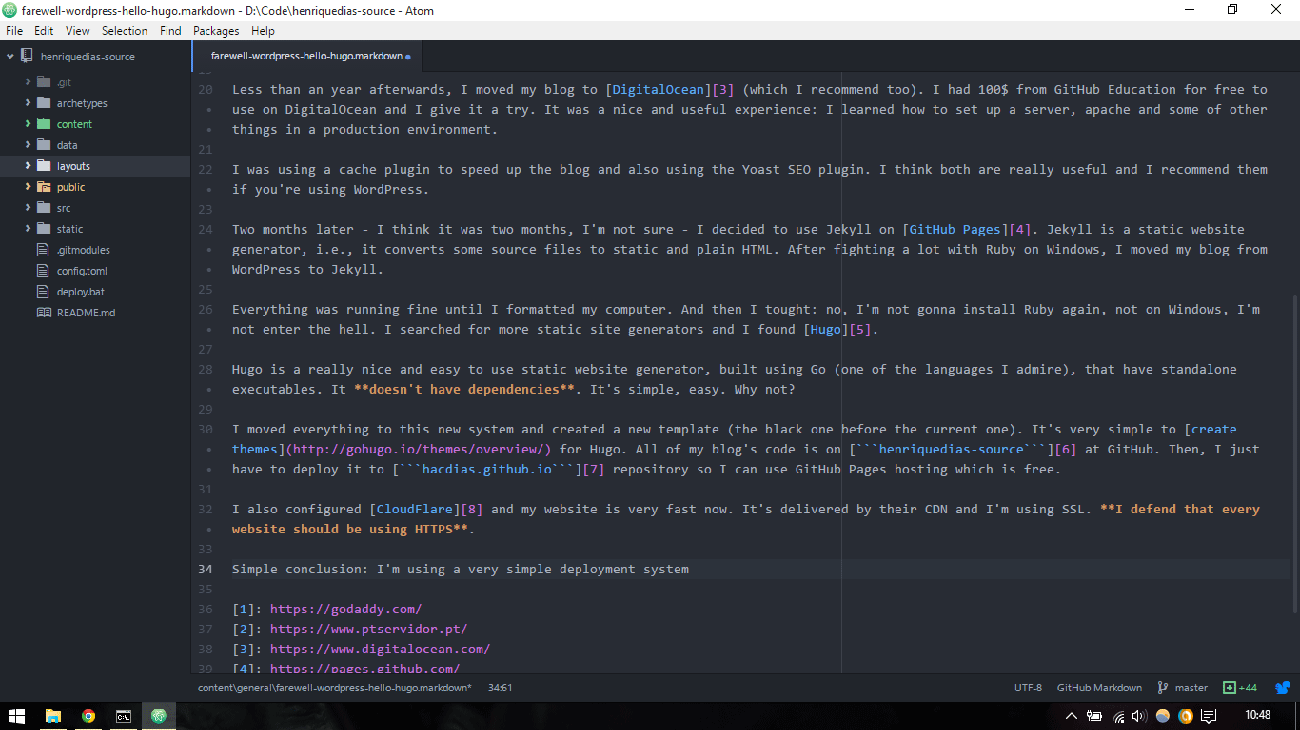 farewell-wordpress-hello-hugo.markdown - D:\Code\henriquedias-source - Atom
File Edit View Selection Find Packages Help
henriquedias-source
.git
archetypes
content
data
layouts
public
src
static
.gitmodules
config.toml
deploy.bat
README.md
farewell-wordpress-hello-hugo.markdown
20 Less than an year afterwards, I moved my blog to [DigitalOcean][3] (which I recommend too). I had 100$ from GitHub Education for free to
use on DigitalOcean and I give it a try. It was a nice and useful experience: I learned how to set up a server, apache and some of other
things in a production environment.
21
22 I was using a cache plugin to speed up the blog and also using the Yoast SEO plugin. I think both are really useful and I recommend them
if you're using WordPress.
23
24 Two months later - I think it was two months, I'm not sure - I decided to use Jekyll on [GitHub Pages][4]. Jekyll is a static website
generator, i.e., it converts some source files to static and plain HTML. After fighting a lot with Ruby on Windows, I moved my blog from
WordPress to Jekyll.
25
26 Everything was running fine until I formatted my computer. And then I tought: no, I'm not gonna install Ruby again, not on Windows, I'm
not enter the hell. I searched for more static site generators and I found [Hugo][5].
27
28 Hugo is a really nice and easy to use static website generator, built using Go (one of the languages I admire), that have standalone
executables. It **doesn't have dependencies**. It's simple, easy. Why not?
29
30 I moved everything to this new system and created a new template (the black one before the current one). It's very simple to [create
themes](http://gohugo.io/themes/overview/) for Hugo. All of my blog's code is on [```henriquedias-source```][6] at GitHub. Then, I just
have to deploy it to [```hacdias.github.io```][7] repository so I can use GitHub Pages hosting which is free.
31
32 I also configured [CloudFlare][8] and my website is very fast now. It's delivered by their CDN and I'm using SSL. **I defend that every
website should be using HTTPS**.
33
34 Simple conclusion: I'm using a very simple deployment system
35
36 [1]: https://godaddy.com/
37 [2]: https://www.ptservidor.pt/
38 [3]: https://www.digitalocean.com/
39 [4]: https://pages.github.com/
content\general\farewell-wordpress-hello-hugo.markdown* 34:61 UTF-8 GitHub Markdown master +44
10:48